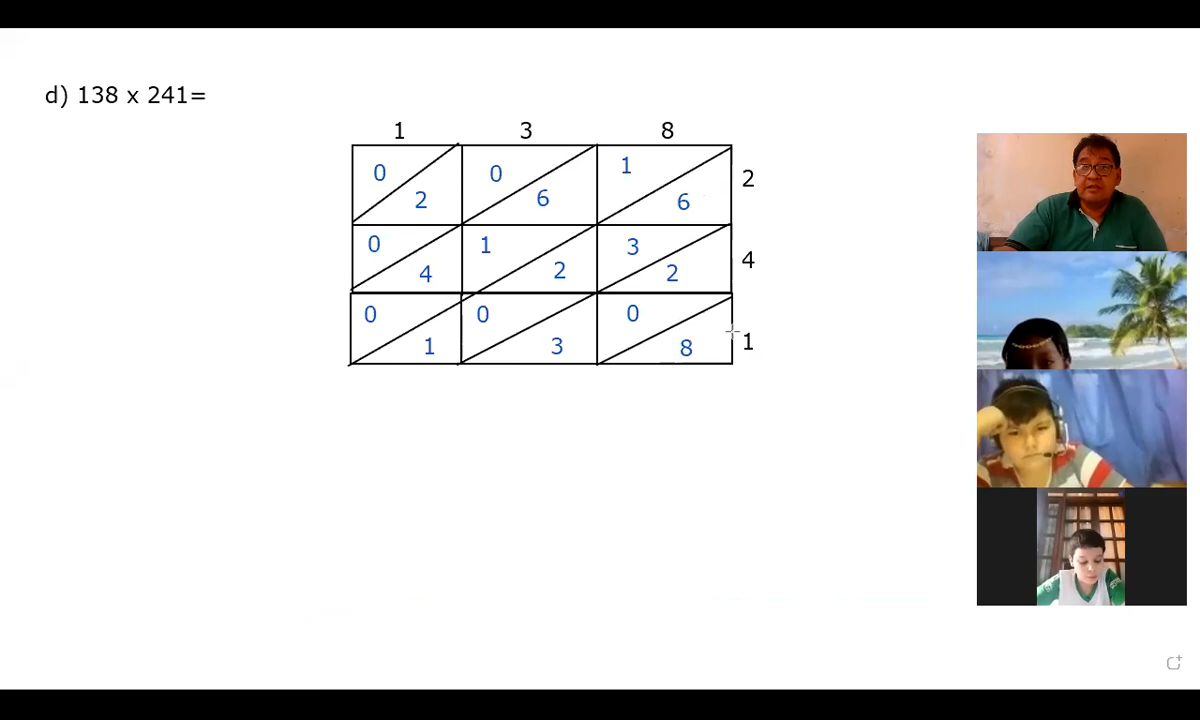 d) 138 x 241=
1 3 8
0 0 1
2 6 6 2
0 1 3
4 2 2 4
0 0 0
1 3 8 1